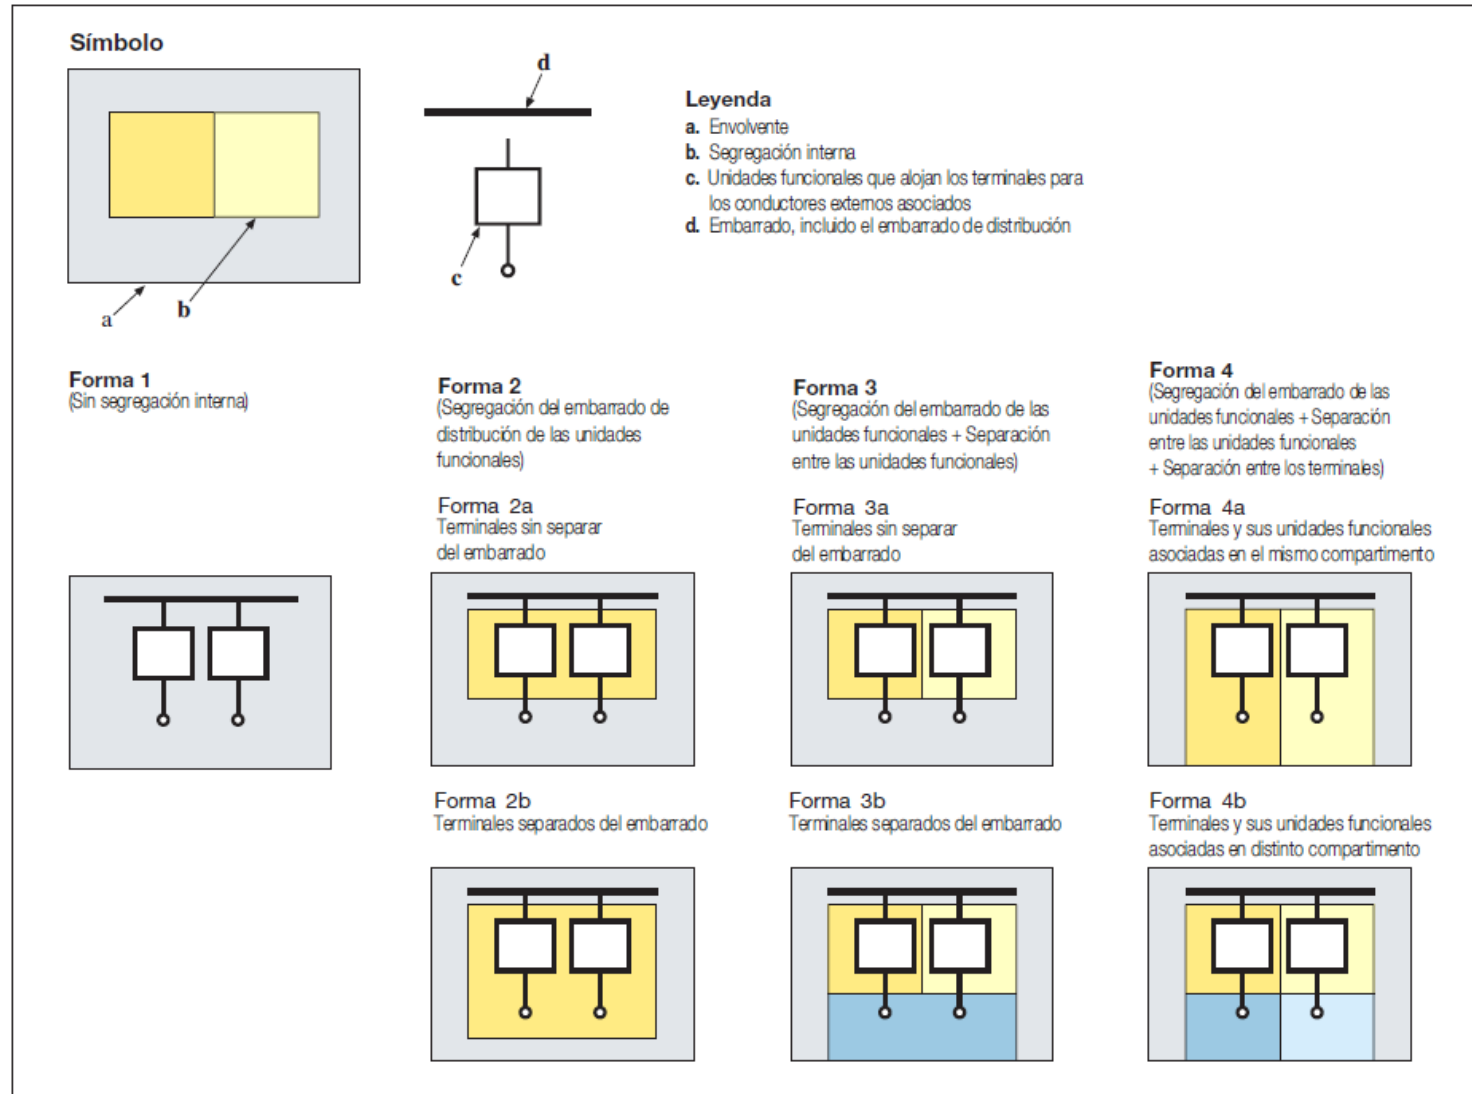 Símbolo
d
a
b
c
Leyenda
a. Envolvente
b. Segregación interna
c. Unidades funcionales que alojan los terminales para
los conductores externos asociados
d. Embarrado, incluido el embarrado de distribución
Forma 1
(Sin segregación interna)
Forma 2
(Segregación del embarrado de
distribución de las unidades
funcionales)
Forma 2a
Terminales sin separar
del embarrado
Forma 2b
Terminales separados del embarrado
Forma 3
(Segregación del embarrado de las
unidades funcionales + Separación
entre las unidades funcionales)
Forma 3a
Terminales sin separar
del embarrado
Forma 3b
Terminales separados del embarrado
Forma 4
(Segregación del embarrado de las
unidades funcionales + Separación
entre las unidades funcionales
+ Separación entre los terminales)
Forma 4a
Terminales y sus unidades funcionales
asociadas en el mismo compartimento
Forma 4b
Terminales y sus unidades funcionales
asociadas en distinto compartimento